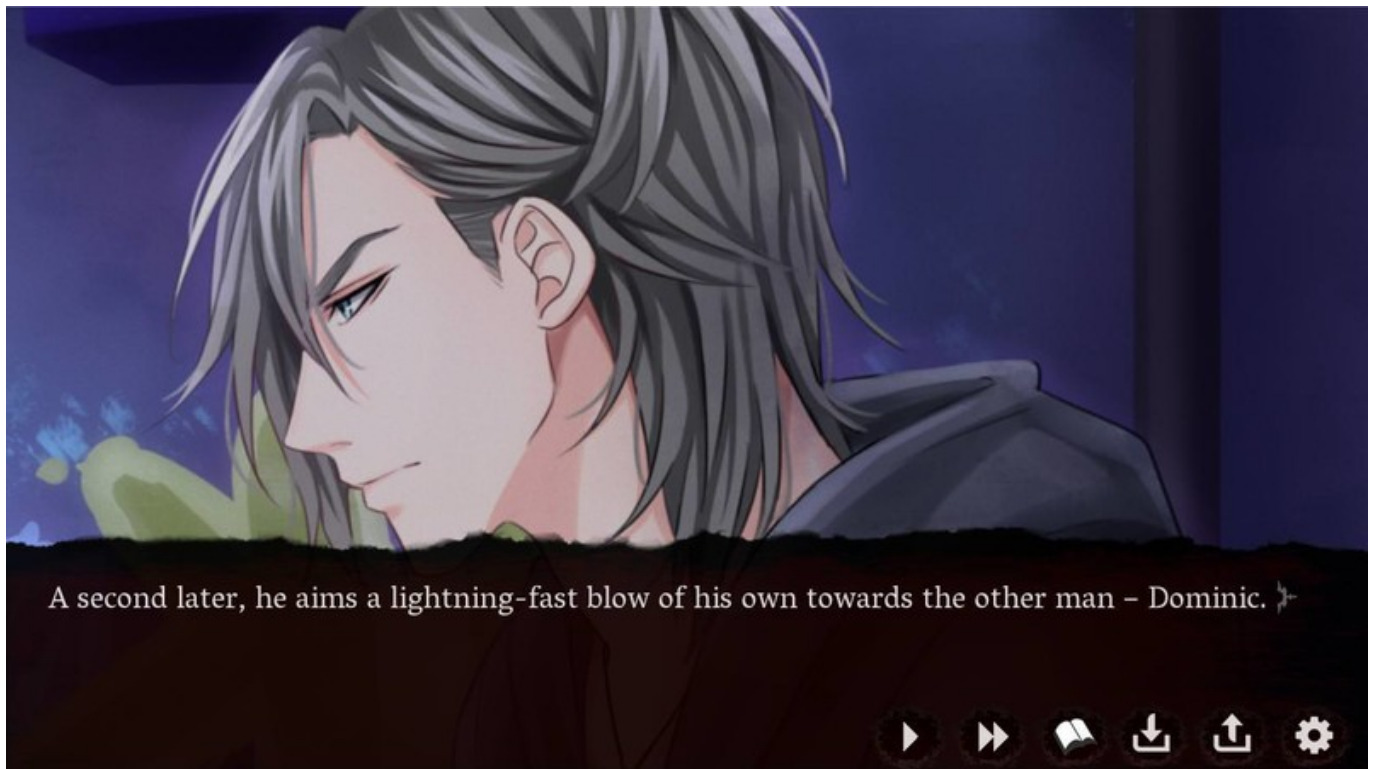 A second later, he aims a lightning-fast blow of his own towards the other man – Dominic.